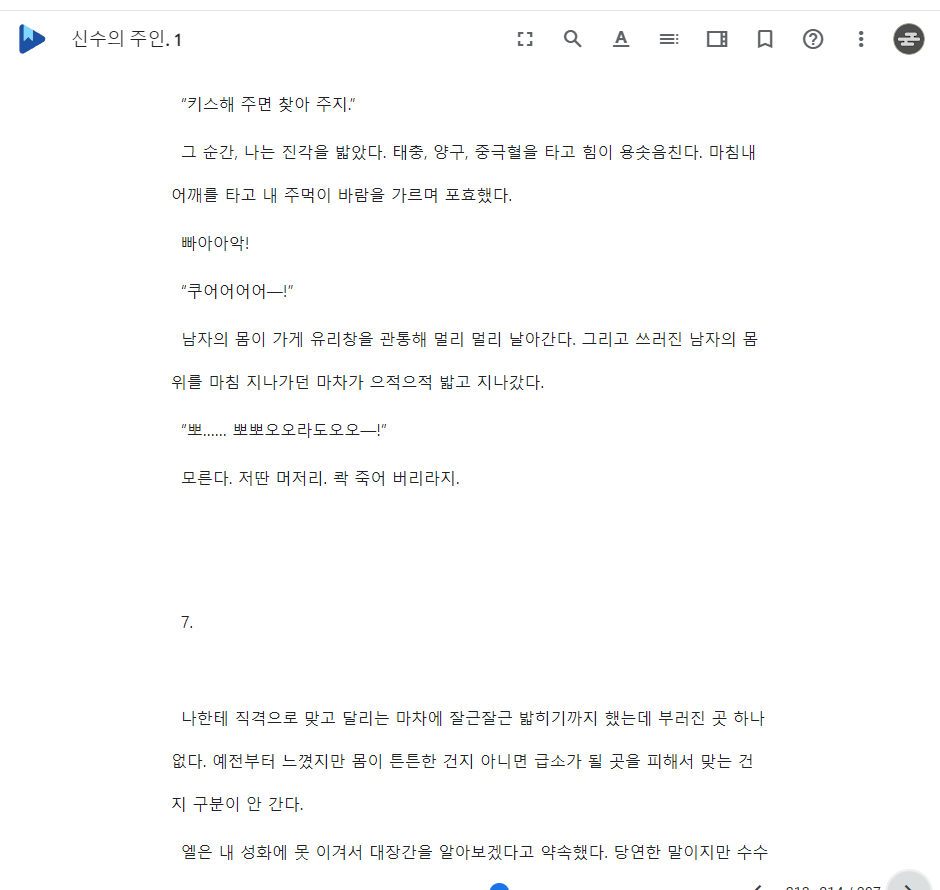 신수의 주인. 1
"키스해 주면 찾아 주지."
그 순간, 나는 진각을 밟았다. 태충, 양구, 중극혈을 타고 힘이 용솟음친다. 마침내
어깨를 타고 내 주먹이 바람을 가르며 포효했다.
빠아아악!
"쿠어어어어―!"
남자의 몸이 가게 유리창을 관통해 멀리 멀리 날아간다. 그리고 쓰러진 남자의 몸
위를 마침 지나가던 마차가 으적으적 밟고 지나갔다.
"뽀...... 뽀뽀오오라도오오―!"
모른다. 저딴 머저리. 콱 죽어 버리라지.
7.
나한테 직격으로 맞고 달리는 마차에 잘근잘근 밟히기까지 했는데 부러진 곳 하나
없다. 예전부터 느꼈지만 몸이 튼튼한 건지 아니면 급소가 될 곳을 피해서 맞는 건
지 구분이 안 간다.
엘은 내 성화에 못 이겨서 대장간을 알아보겠다고 약속했다. 당연한 말이지만 수수